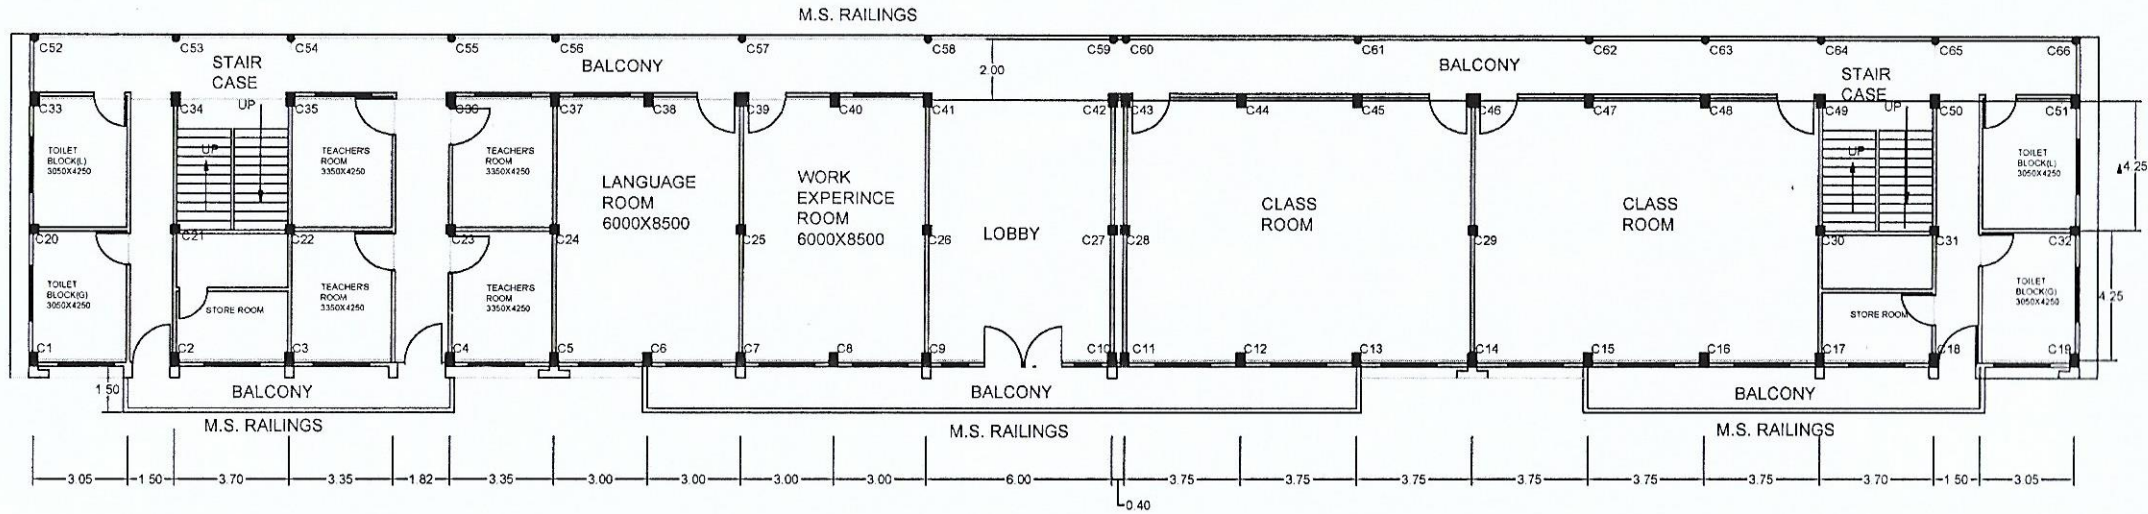 M.S. RAILINGS
C52 C53 C54 C55 C56 C57 C58 C59 C60 C61 C62 C63 C64 C65 C66
STAIR
CASE
BALCONY
2.00
BALCONY
STAIR
CASE
C33 C34 UP C35 C36 C37 C38 C39 C40 C41 C42 C43 C44 C45 C46 C47 C48 C49 UP C50 C51
TOILET
BLOCK(L)
3050X4250
UP
TEACHER'S
ROOM
3350X4250
TEACHER'S
ROOM
3350X4250
LANGUAGE
ROOM
6000X8500
WORK
EXPERINCE
ROOM
6000X8500
LOBBY
CLASS
ROOM
CLASS
ROOM
UP
TOILET
BLOCK(L)
3050X4250
4.25
C20 C21 C22 C23 C24 C25 C26 C27 C28 C29 C30 C31 C32
TOILET
BLOCK(G)
3050X4250
STORE ROOM
TEACHER'S
ROOM
3350X4250
TEACHER'S
ROOM
3350X4250
STORE ROOM
TOILET
BLOCK(G)
3050X4250
4.25
C1 C2 C3 C4 C5 C6 C7 C8 C9 C10 C11 C12 C13 C14 C15 C16 C17 C18 C19
1.50
BALCONY
BALCONY
BALCONY
M.S. RAILINGS
M.S. RAILINGS
M.S. RAILINGS
3.05 1.50 3.70 3.35 1.82 3.35 3.00 3.00 3.00 3.00 6.00 3.75 3.75 3.75 3.75 3.75 3.75 3.70 1.50 3.05
0.40